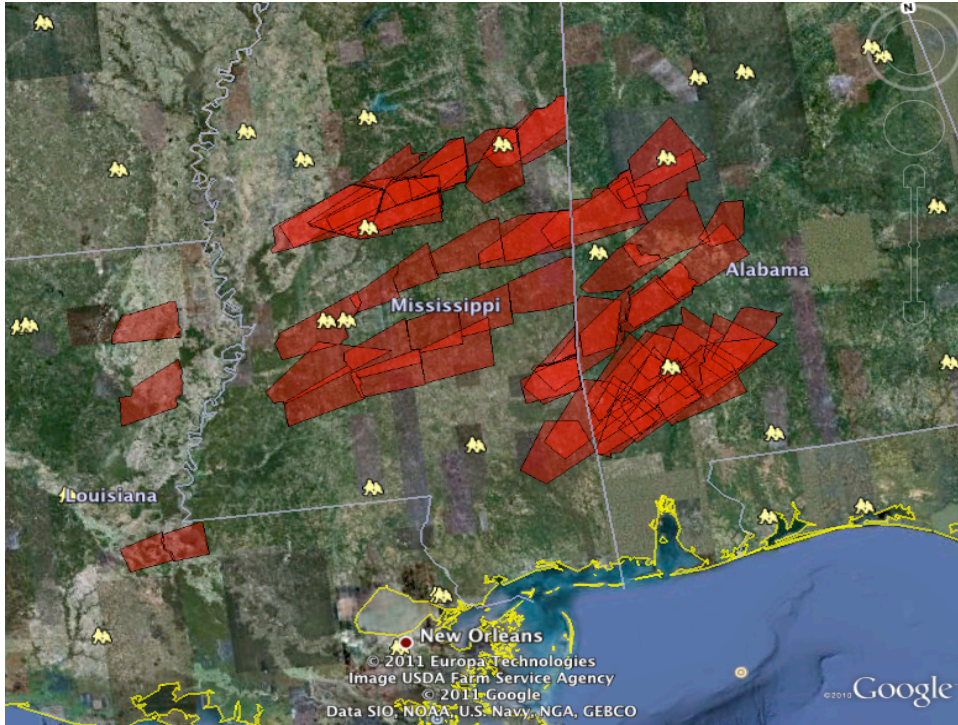 N
Alabama
Mississippi
Louisiana
New Orleans
© 2011 Europa Technologies
Image USDA Farm Service Agency
© 2011 Google
Data SIO, NOAA, U.S. Navy, NGA, GEBCO
©2010 Google